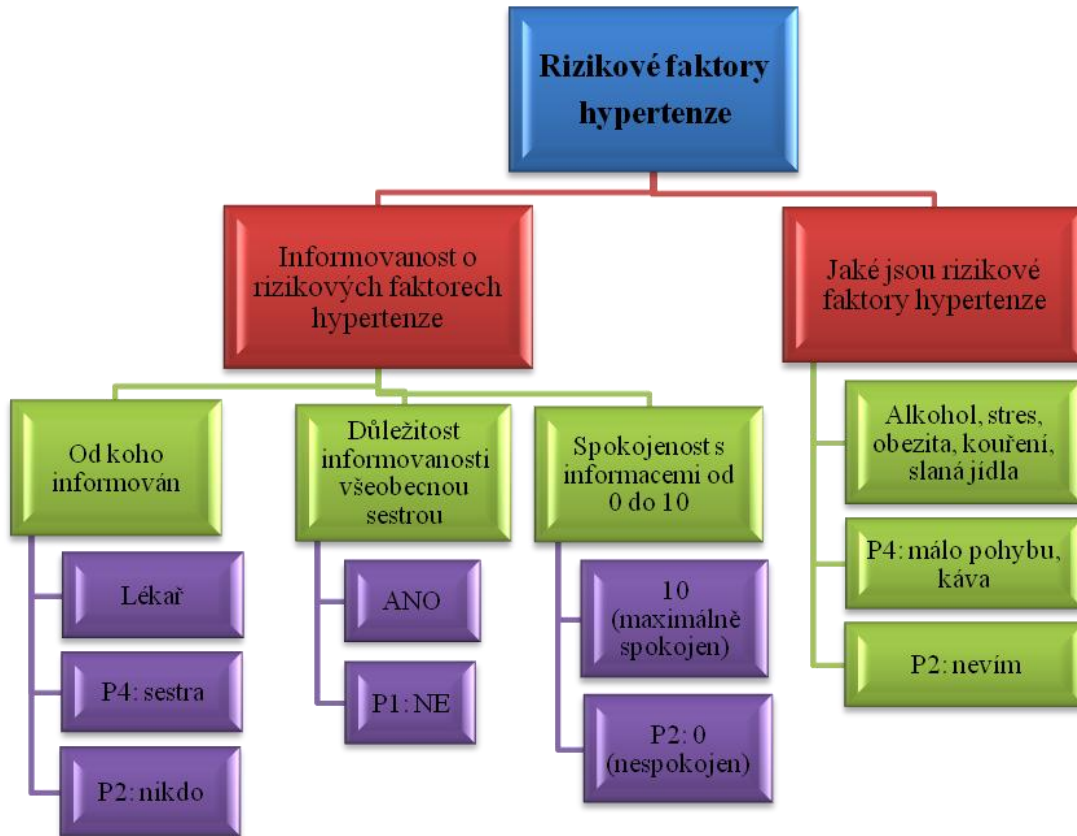 Rizikové faktory
hypertenze
Informovanost o
rizikových faktorech
hypertenze
Jaké jsou rizikové
faktory hypertenze
Od koho
informován
Důležitost
informovanosti
všeobecnou
sestrou
Spokojenost s
informacemi od
0 do 10
Alkohol, stres,
obezita, kouření,
slaná jídla
Lékař
P4: sestra
P2: nikdo
ANO
P1: NE
10
(maximálně
spokojen)
P2: 0
(nespokojen)
P4: málo pohybu,
káva
P2: nevím